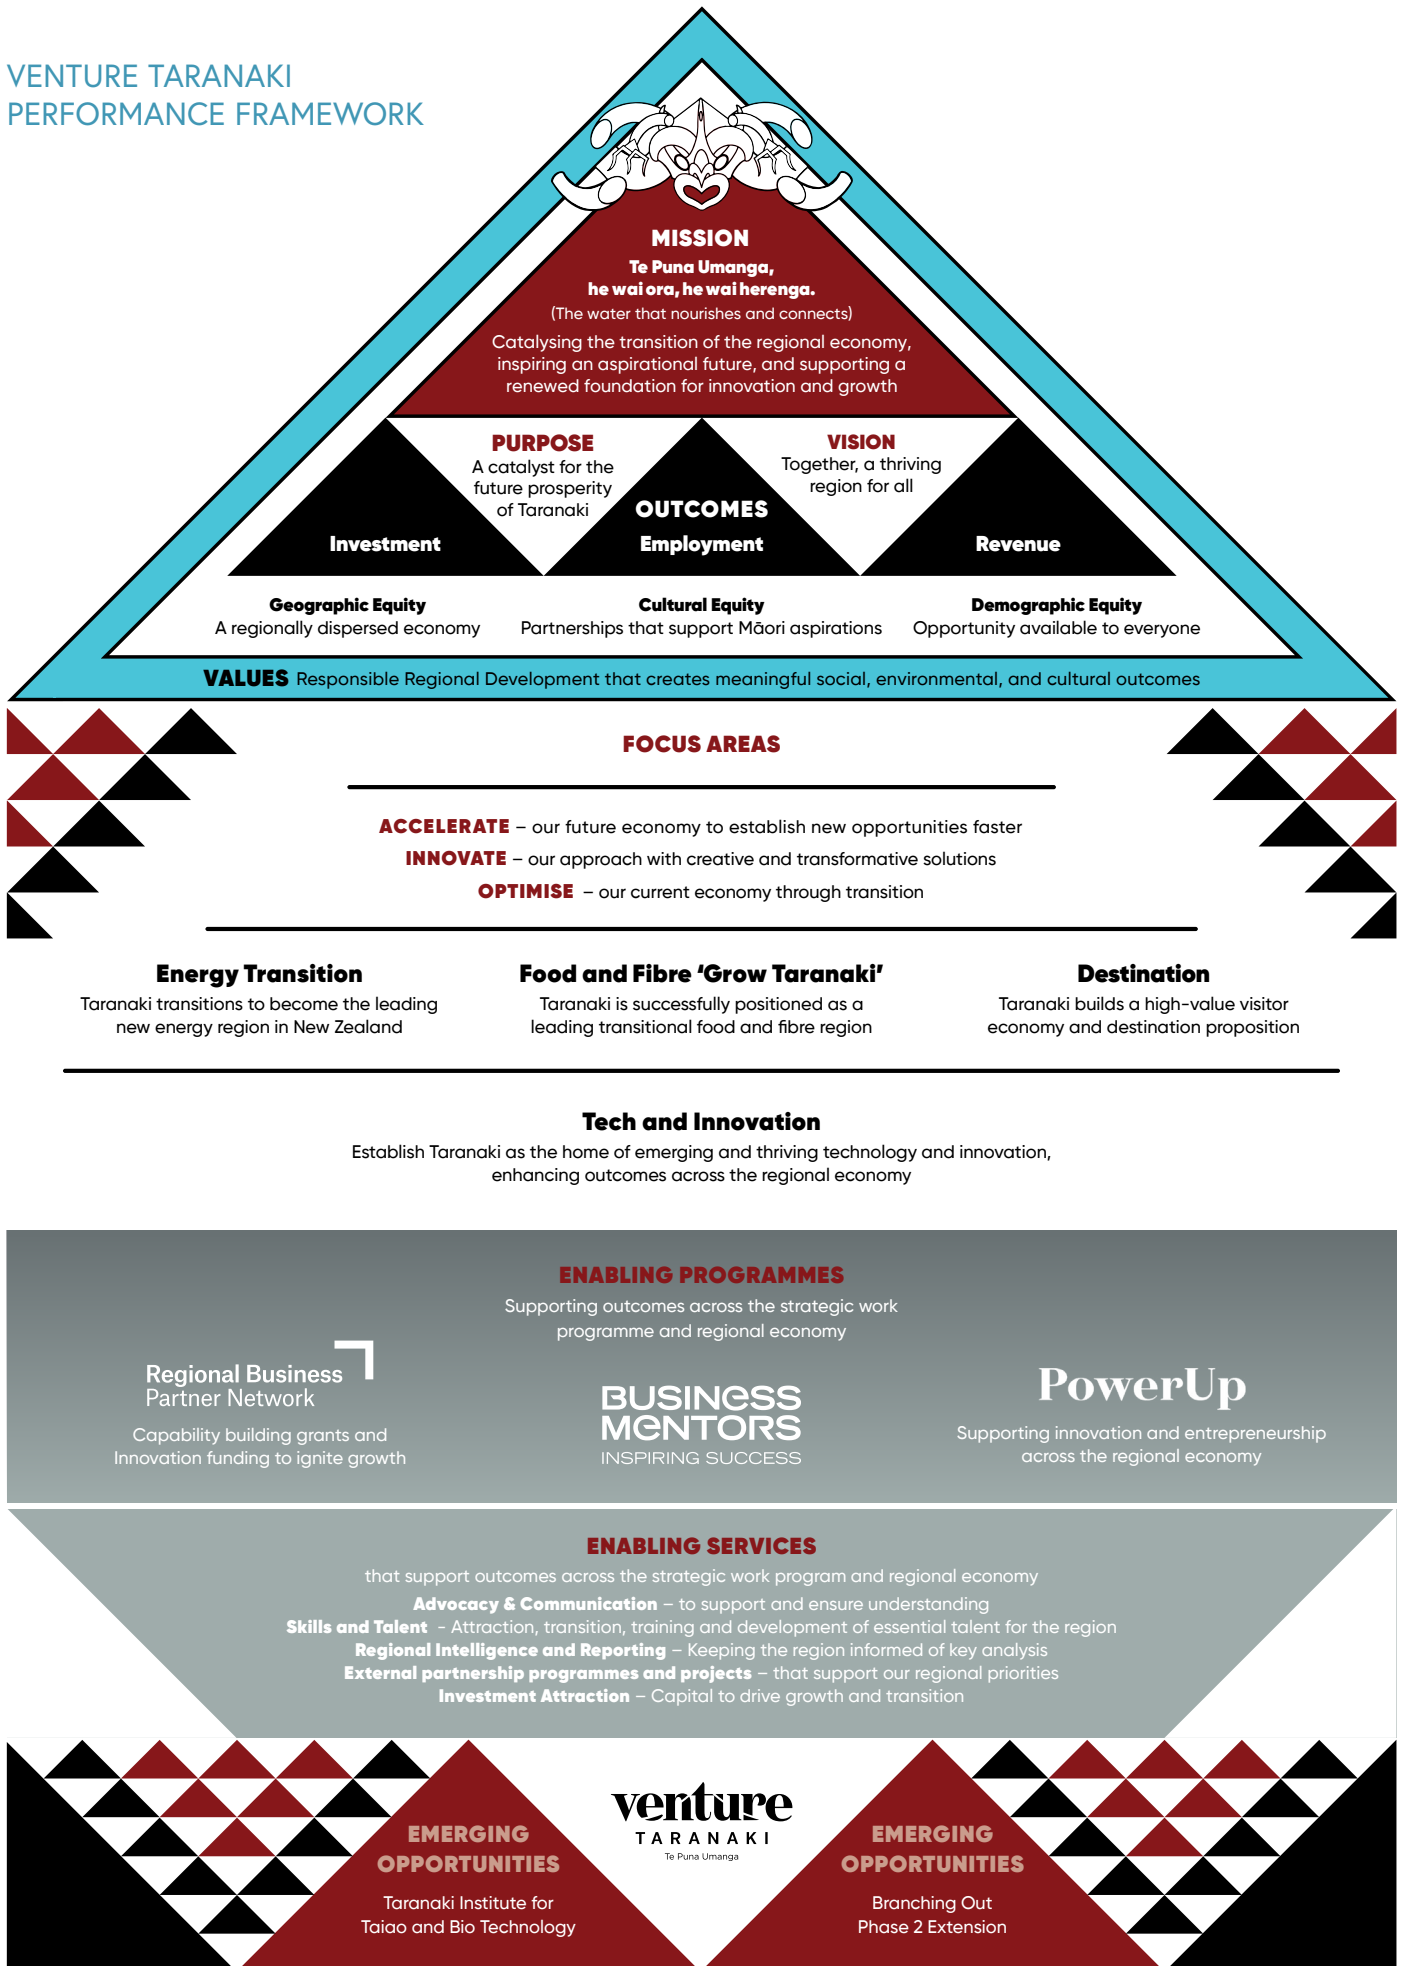 VENTURE TARANAKI
PERFORMANCE FRAMEWORK
MISSION
Te Puna Umanga,
he wai ora, he wai herenga.
(The water that nourishes and connects)
Catalysing the transition of the regional economy,
inspiring an aspirational future, and supporting a
renewed foundation for innovation and growth
PURPOSE
A catalyst for the
future prosperity
of Taranaki
VISION
Together, a thriving
region for all
OUTCOMES
Investment
Employment
Revenue
Geographic Equity
A regionally dispersed economy
Cultural Equity
Partnerships that support Māori aspirations
Demographic Equity
Opportunity available to everyone
VALUES Responsible Regional Development that creates meaningful social, environmental, and cultural outcomes
FOCUS AREAS
ACCELERATE – our future economy to establish new opportunities faster
INNOVATE – our approach with creative and transformative solutions
OPTIMISE – our current economy through transition
Energy Transition
Taranaki transitions to become the leading
new energy region in New Zealand
Food and Fibre ‘Grow Taranaki’
Taranaki is successfully positioned as a
leading transitional food and fibre region
Destination
Taranaki builds a high-value visitor
economy and destination proposition
Tech and Innovation
Establish Taranaki as the home of emerging and thriving technology and innovation,
enhancing outcomes across the regional economy
ENABLING PROGRAMMES
Supporting outcomes across the strategic work
programme and regional economy
Regional Business
Partner Network
Capability building grants and
Innovation funding to ignite growth
BUSINESS
MENTORS
INSPIRING SUCCESS
PowerUp
Supporting innovation and entrepreneurship
across the regional economy
ENABLING SERVICES
that support outcomes across the strategic work program and regional economy
Advocacy & Communication – to support and ensure understanding
Skills and Talent - Attraction, transition, training and development of essential talent for the region
Regional Intelligence and Reporting – Keeping the region informed of key analysis
External partnership programmes and projects – that support our regional priorities
Investment Attraction – Capital to drive growth and transition
EMERGING
OPPORTUNITIES
Taranaki Institute for
Taiao and Bio Technology
venture
TARANAKI
Te Puna Umanga
EMERGING
OPPORTUNITIES
Branching Out
Phase 2 Extension